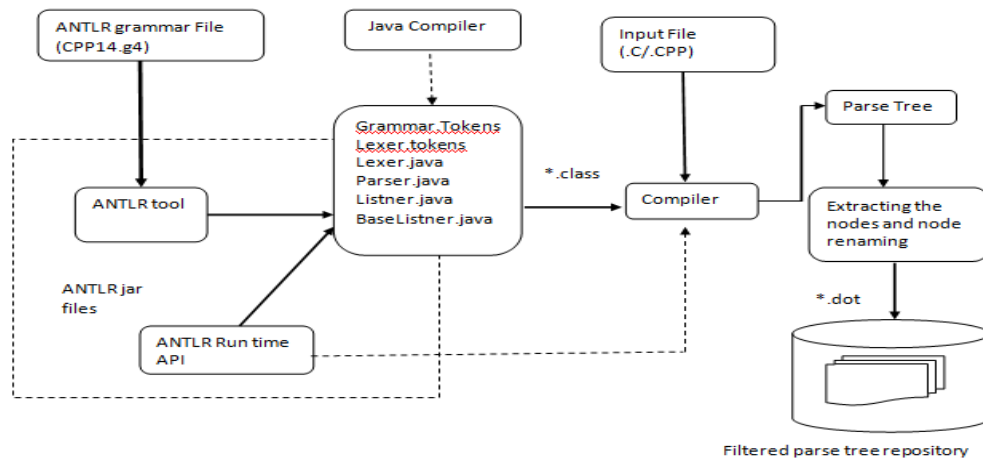 ANTLR grammar File
(CPP14.g4)
Java Compiler
Input File
(.C/.CPP)
Parse Tree
Grammar.Tokens
Lexer.tokens
Lexer.java
Parser.java
Listner.java
BaseListner.java
*.class
ANTLR tool
Compiler
Extracting the
nodes and node
renaming
ANTLR jar
files
*.dot
ANTLR Run time
API
Filtered parse tree repository